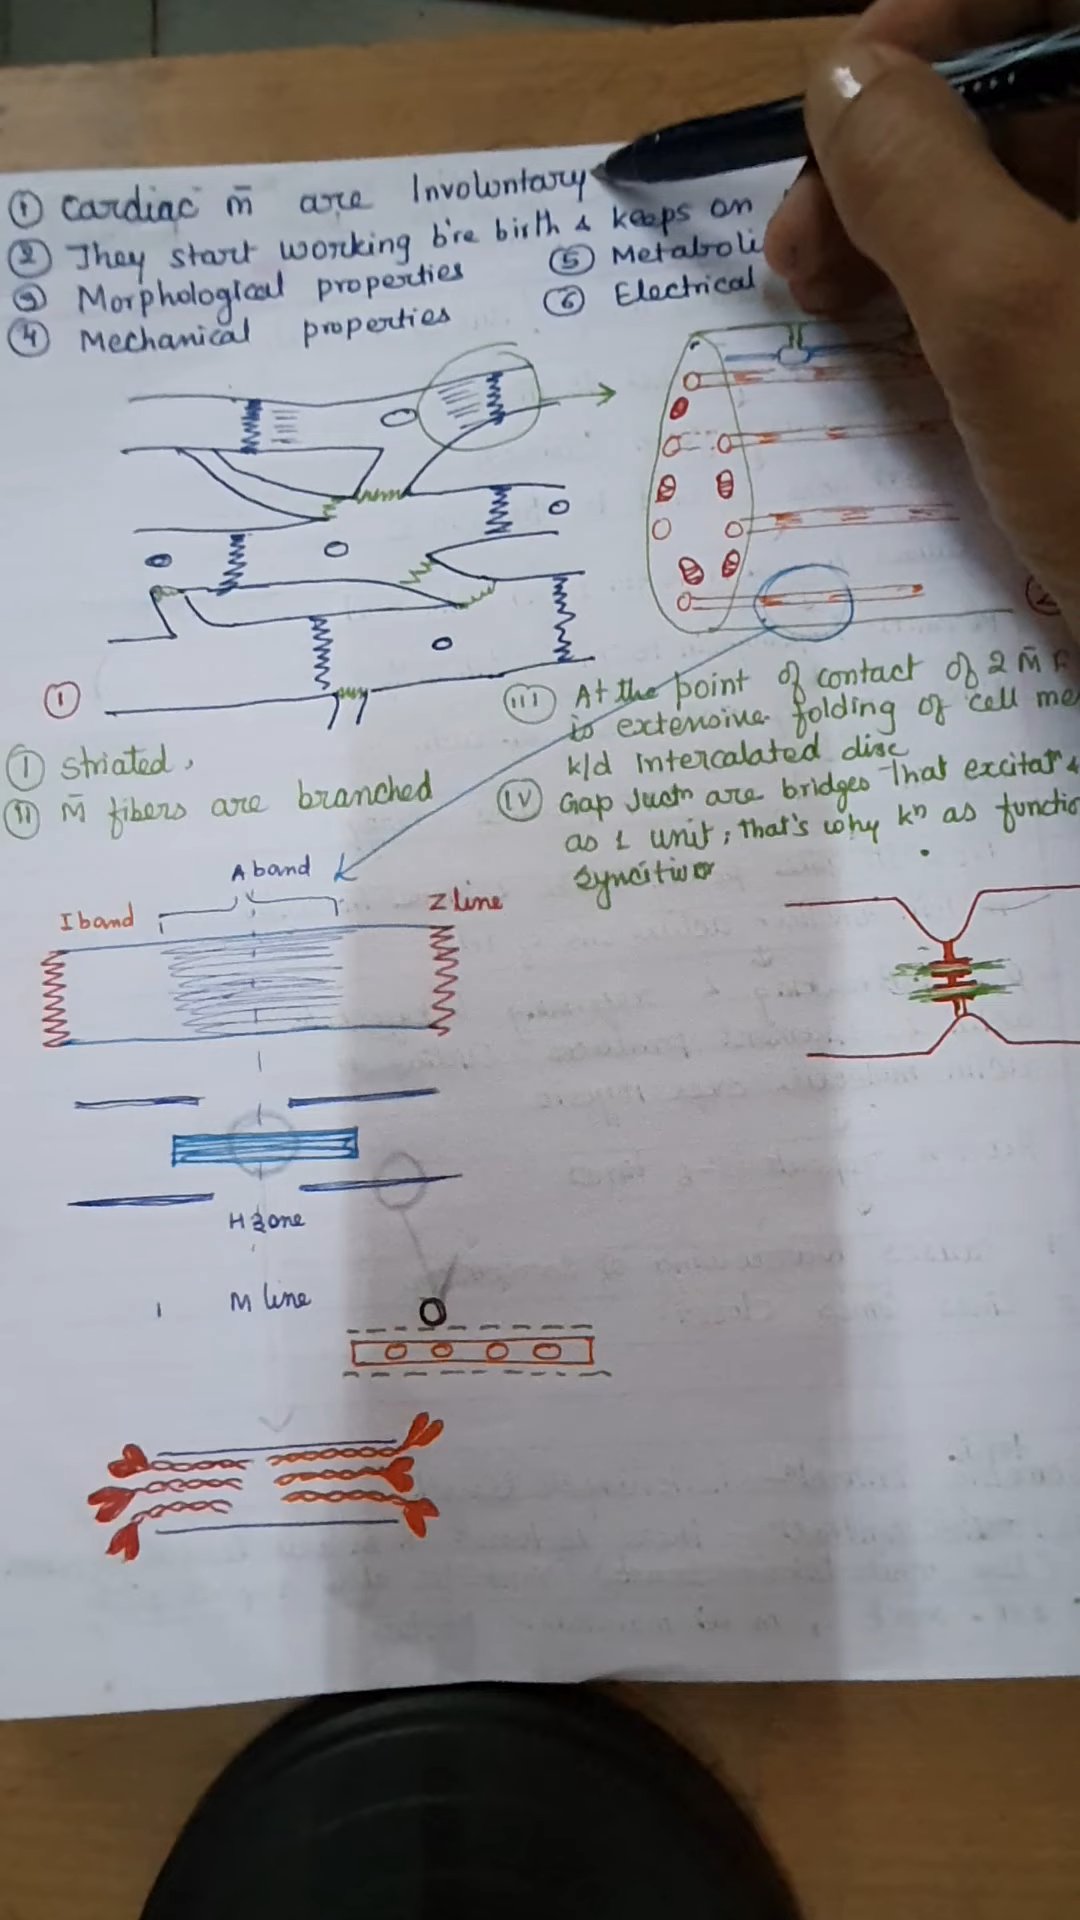 ① Cardiac m̄ are Involuntary
② They start working b're birth & keeps on
③ Morphological properties
④ Mechanical properties
⑤ Metaboli
⑥ Electrical
①
Ⓘ striated,
ⓘⓘ m̄ fibers are branched
III) At the point of contact of 2 m̄ F
is extensive folding of cell me
k/d intercalated disc
IV) Gap Juctn are bridges That excitatn &
as 1 unit, that's why kn as functio
Syncitium
A band
I band
Z line
H zone
M line